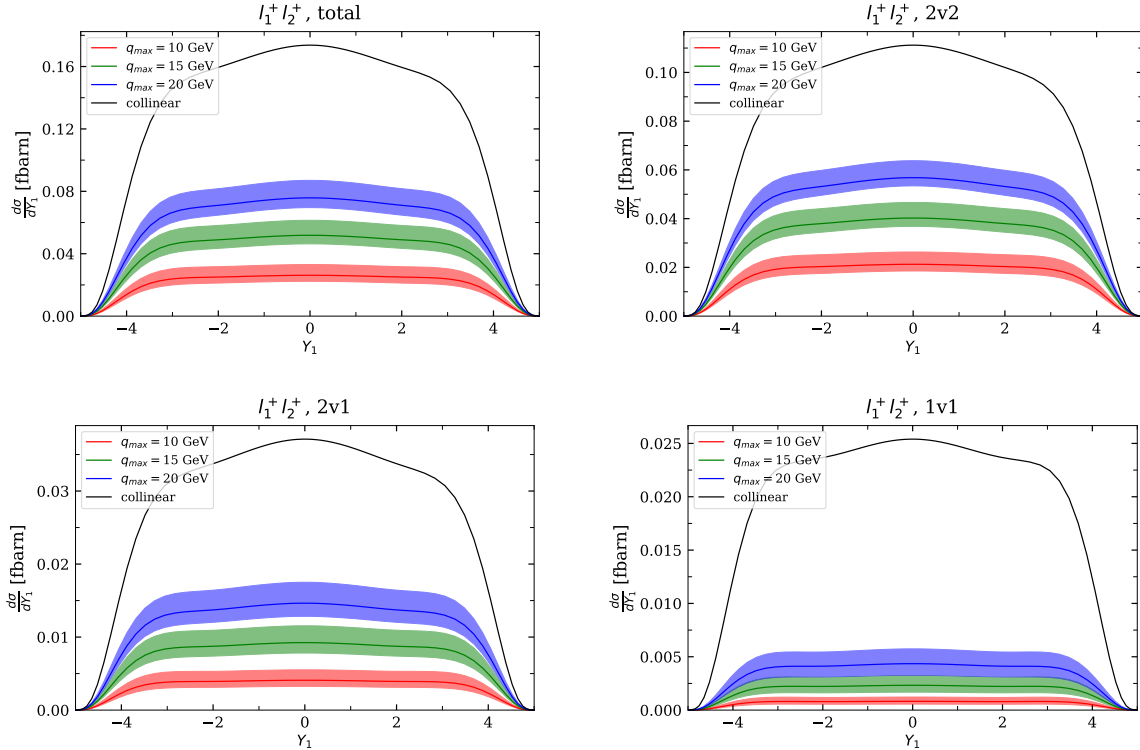 l₁⁺ l₂⁺, total
q_max = 10 GeV
q_max = 15 GeV
q_max = 20 GeV
collinear
dσ/dY₁ [fbarn]
0.16
0.12
0.08
0.04
0.00
−4 −2 0 2 4
Y₁
l₁⁺ l₂⁺, 2v2
q_max = 10 GeV
q_max = 15 GeV
q_max = 20 GeV
collinear
dσ/dY₁ [fbarn]
0.10
0.08
0.06
0.04
0.02
0.00
−4 −2 0 2 4
Y₁
l₁⁺ l₂⁺, 2v1
q_max = 10 GeV
q_max = 15 GeV
q_max = 20 GeV
collinear
dσ/dY₁ [fbarn]
0.03
0.02
0.01
0.00
−4 −2 0 2 4
Y₁
l₁⁺ l₂⁺, 1v1
q_max = 10 GeV
q_max = 15 GeV
q_max = 20 GeV
collinear
dσ/dY₁ [fbarn]
0.025
0.020
0.015
0.010
0.005
0.000
−4 −2 0 2 4
Y₁